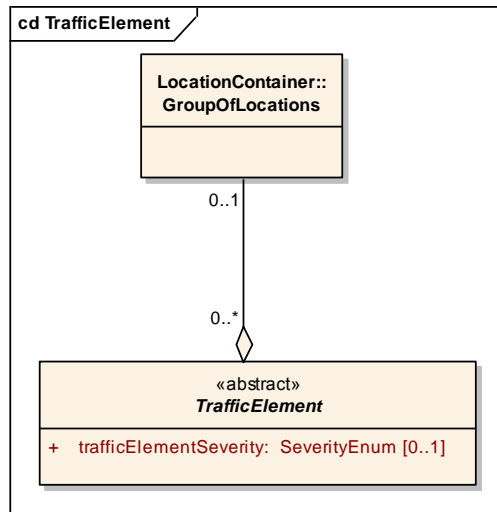 cd TrafficElement
LocationContainer::
GroupOfLocations
0..1
0..*
«abstract»
TrafficElement
+ trafficElementSeverity: SeverityEnum [0..1]